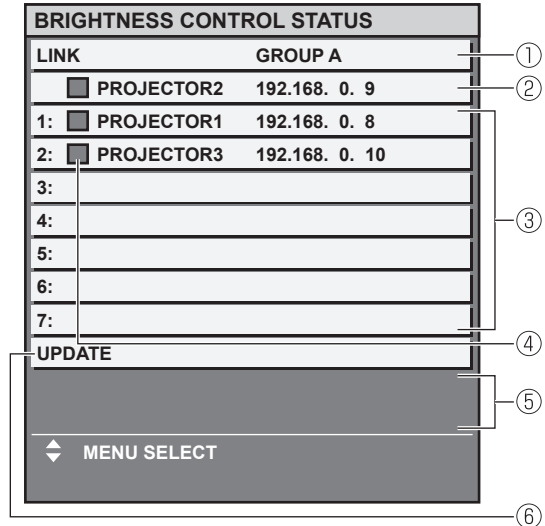 BRIGHTNESS CONTROL STATUS
LINK GROUP A ①
PROJECTOR2 192.168. 0. 9 ②
1: PROJECTOR1 192.168. 0. 8
2: PROJECTOR3 192.168. 0. 10
3:
4: ③
5:
6:
7:
④
UPDATE
⑤
MENU SELECT
⑥